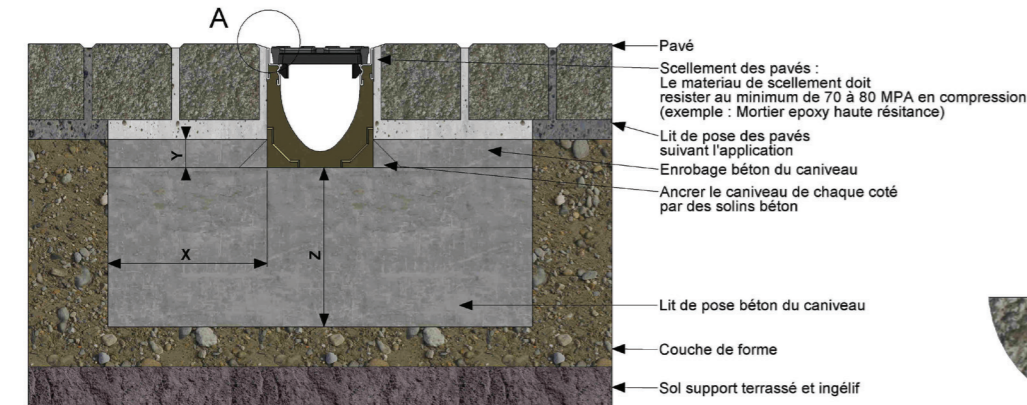 A
Pavé
Scellement des pavés :
Le materiau de scellement doit
resister au minimum de 70 à 80 MPA en compression
(exemple : Mortier epoxy haute résitance)
Lit de pose des pavés
suivant l'application
Enrobage béton du caniveau
Ancrer le caniveau de chaque coté
par des solins béton
Y
X
Z
Lit de pose béton du caniveau
Couche de forme
Sol support terrassé et ingélif